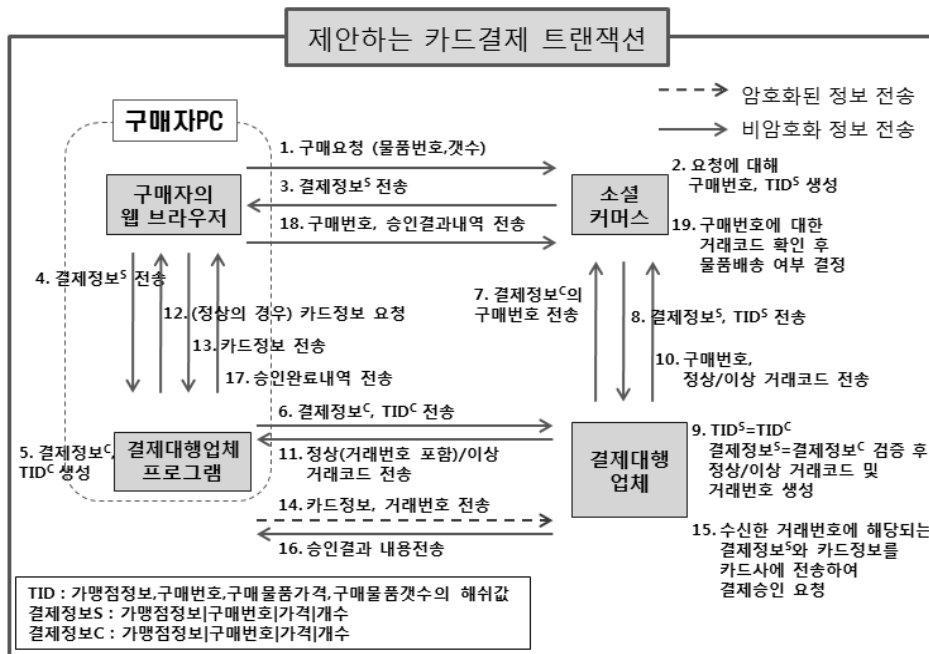 제안하는 카드결제 트랜잭션
암호화된 정보 전송
비암호화 정보 전송
구매자PC
1. 구매요청 (물품번호,갯수)
2. 요청에 대해
구매번호, TIDˢ 생성
구매자의
웹 브라우저
3. 결제정보ˢ 전송
소셜
커머스
18. 구매번호, 승인결과내역 전송
19. 구매번호에 대한
거래코드 확인 후
물품배송 여부 결정
4. 결제정보ˢ 전송
7. 결제정보ᶜ의
구매번호 전송
12.(정상의 경우) 카드정보 요청
8. 결제정보ˢ, TIDˢ 전송
13.카드정보 전송
10. 구매번호,
정상/이상 거래코드 전송
17. 승인완료내역 전송
6. 결제정보ᶜ, TIDᶜ 전송
5. 결제정보ᶜ,
TIDᶜ 생성
결제대행업체
프로그램
11. 정상(거래번호 포함)/이상
거래코드 전송
결제대행
업체
9. TIDˢ=TIDᶜ
결제정보ˢ=결제정보ᶜ 검증 후
정상/이상 거래코드 및
거래번호 생성
14. 카드정보, 거래번호 전송
16. 승인결과 내용전송
15. 수신한 거래번호에 해당되는
결제정보ˢ와 카드정보를
카드사에 전송하여
결제승인 요청
TID : 가맹점정보,구매번호,구매물품가격,구매물품갯수의 해쉬값
결제정보S : 가맹점정보|구매번호|가격|개수
결제정보C : 가맹점정보|구매번호|가격|개수